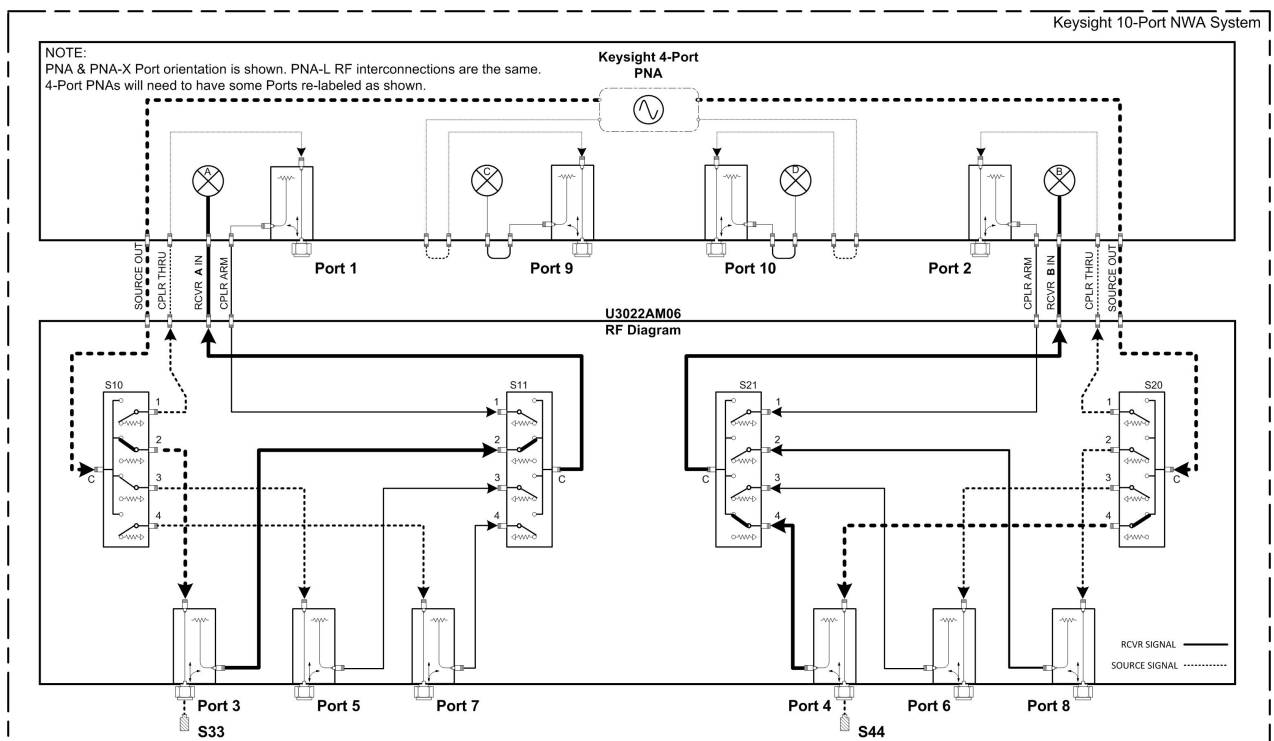 Keysight 10-Port NWA System
NOTE:
PNA & PNA-X Port orientation is shown. PNA-L RF interconnections are the same.
4-Port PNAs will need to have some Ports re-labeled as shown.
Keysight 4-Port
PNA
A
C
D
B
Port 1
Port 9
Port 10
Port 2
SOURCE OUT
CPLR THRU
RCVR A IN
CPLR ARM
CPLR ARM
RCVR B IN
CPLR THRU
SOURCE OUT
U3022AM06
RF Diagram
S10
1
2
3
4
C
S11
1
2
3
4
C
S21
1
2
3
4
C
S20
1
2
3
4
C
RCVR SIGNAL
SOURCE SIGNAL
Port 3
Port 5
Port 7
Port 4
Port 6
Port 8
S33
S44